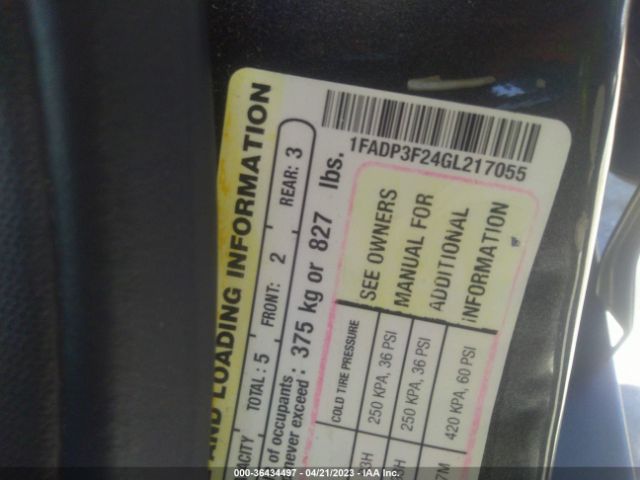 1FADP3F24GL217055
AND LOADING INFORMATION
TOTAL: 5 FRONT: 2 REAR: 3
of occupants
never exceed: 375 kg or 827 lbs.
COLD TIRE PRESSURE
250 KPA, 36 PSI
250 KPA, 36 PSI
420 KPA, 60 PSI
SEE OWNERS
MANUAL FOR
ADDITIONAL
INFORMATION
000-36434497 - 04/21/2023 - IAA Inc.